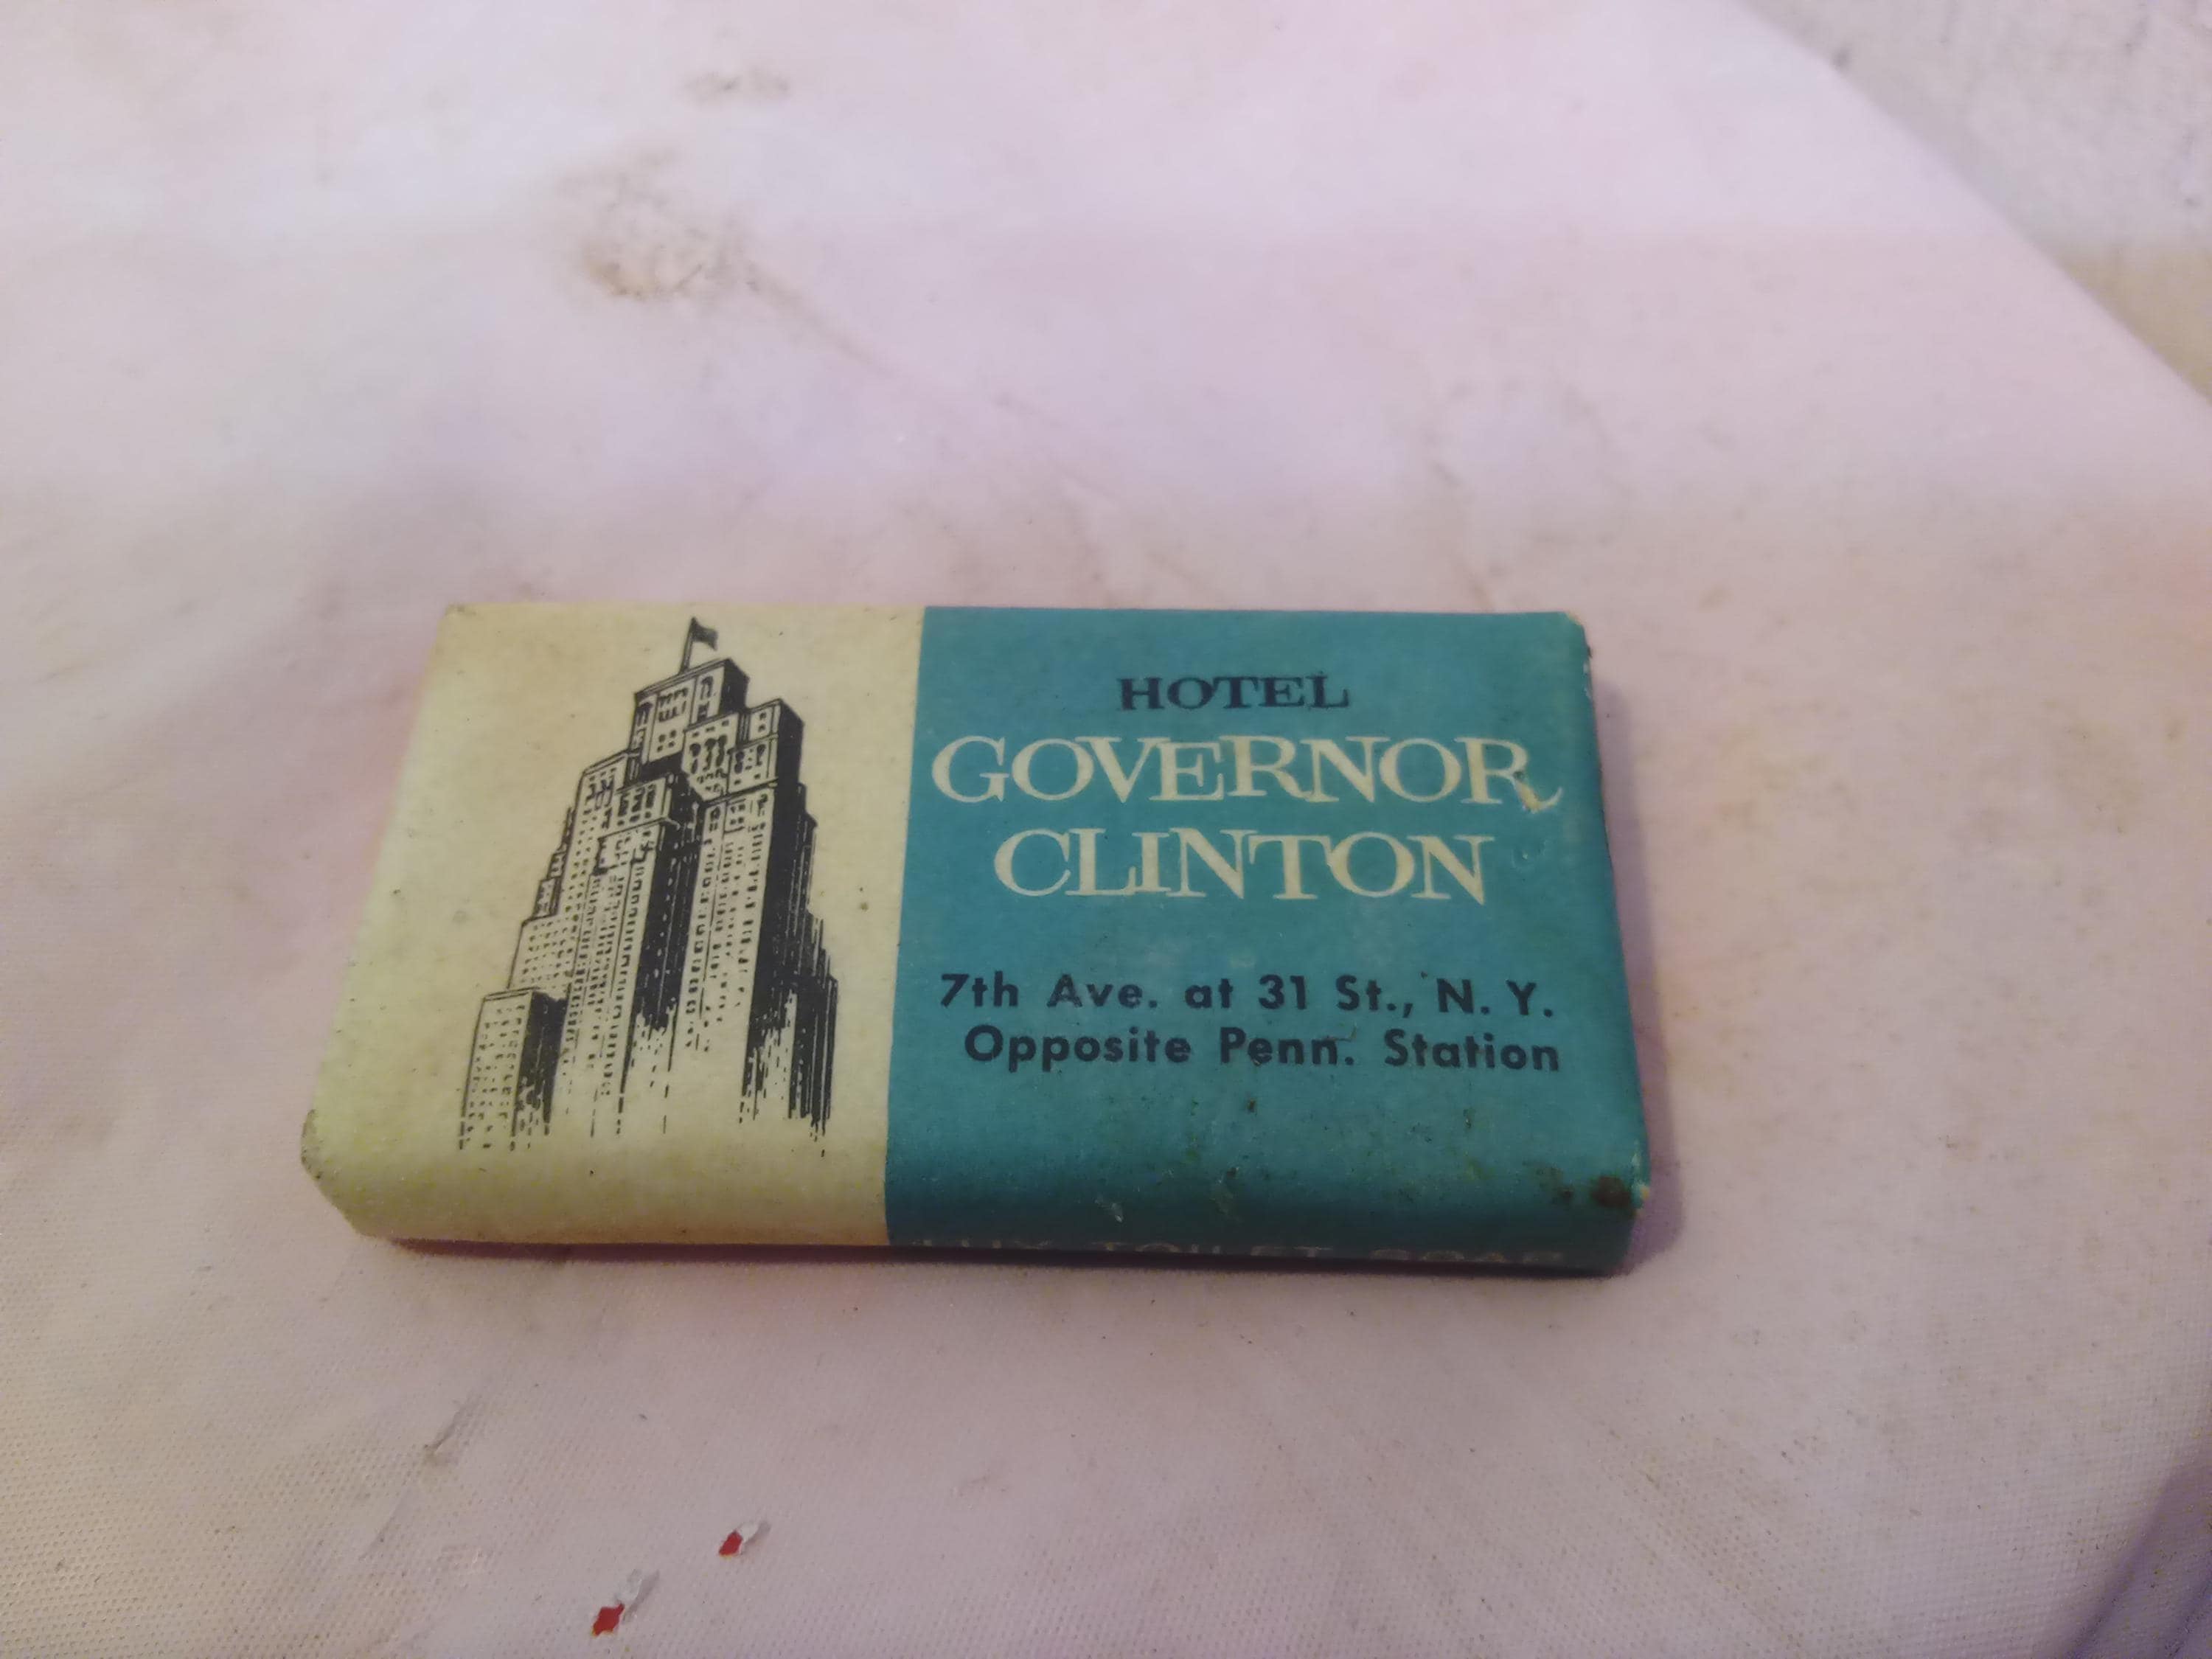 HOTEL
GOVERNOR
CLINTON
7th Ave. at 31 St., N. Y.
Opposite Penn. Station